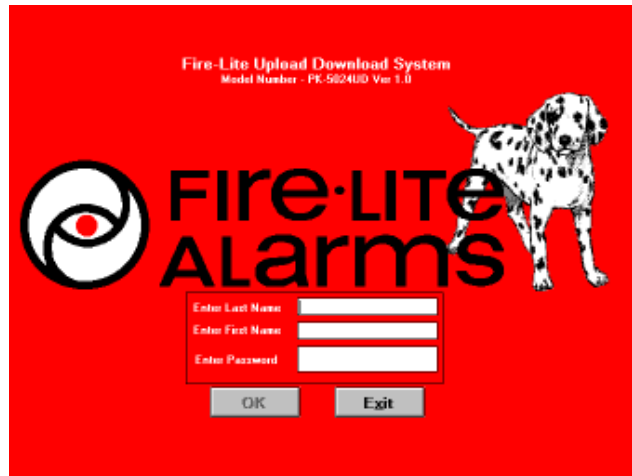 Fire-Lite Upload Download System
Model Number - PK-5024UD Ver 1.0
FIre·LITe
ALarms
Enter Last Name
Enter First Name
Enter Password
OK
Exit